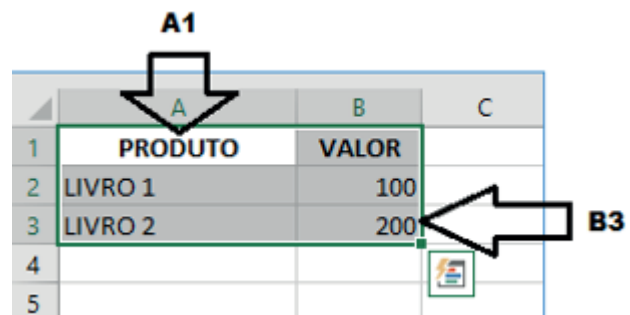 A1
A B C
1 PRODUTO VALOR
2 LIVRO 1 100
3 LIVRO 2 200 B3
4
5